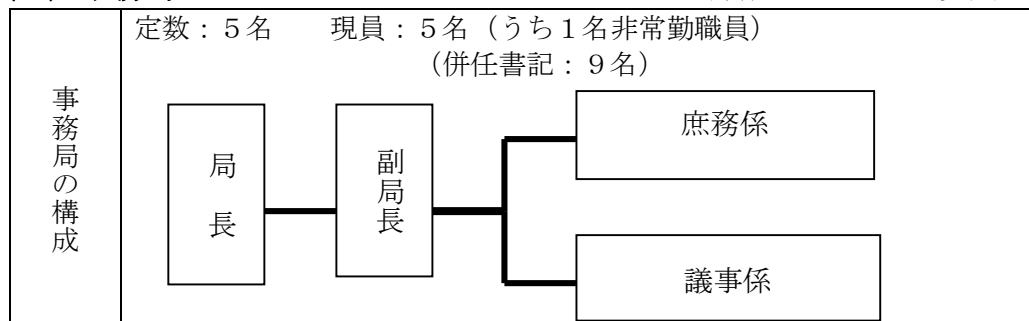 定数：５名　現員：５名（うち１名非常勤職員）
（併任書記：９名）
事務局の構成
局長
副局長
庶務係
議事係